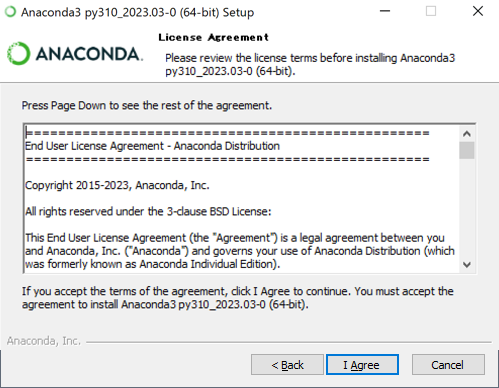 Anaconda3 py310_2023.03-0 (64-bit) Setup
ANACONDA.
License Agreement
Please review the license terms before installing Anaconda3
py310_2023.03-0 (64-bit).
Press Page Down to see the rest of the agreement.
==================================================
End User License Agreement - Anaconda Distribution
==================================================
Copyright 2015-2023, Anaconda, Inc.
All rights reserved under the 3-clause BSD License:
This End User License Agreement (the "Agreement") is a legal agreement between you
and Anaconda, Inc. ("Anaconda") and governs your use of Anaconda Distribution (which
was formerly known as Anaconda Individual Edition).
If you accept the terms of the agreement, click I Agree to continue. You must accept the
agreement to install Anaconda3 py310_2023.03-0 (64-bit).
Anaconda, Inc.
< Back
I Agree
Cancel